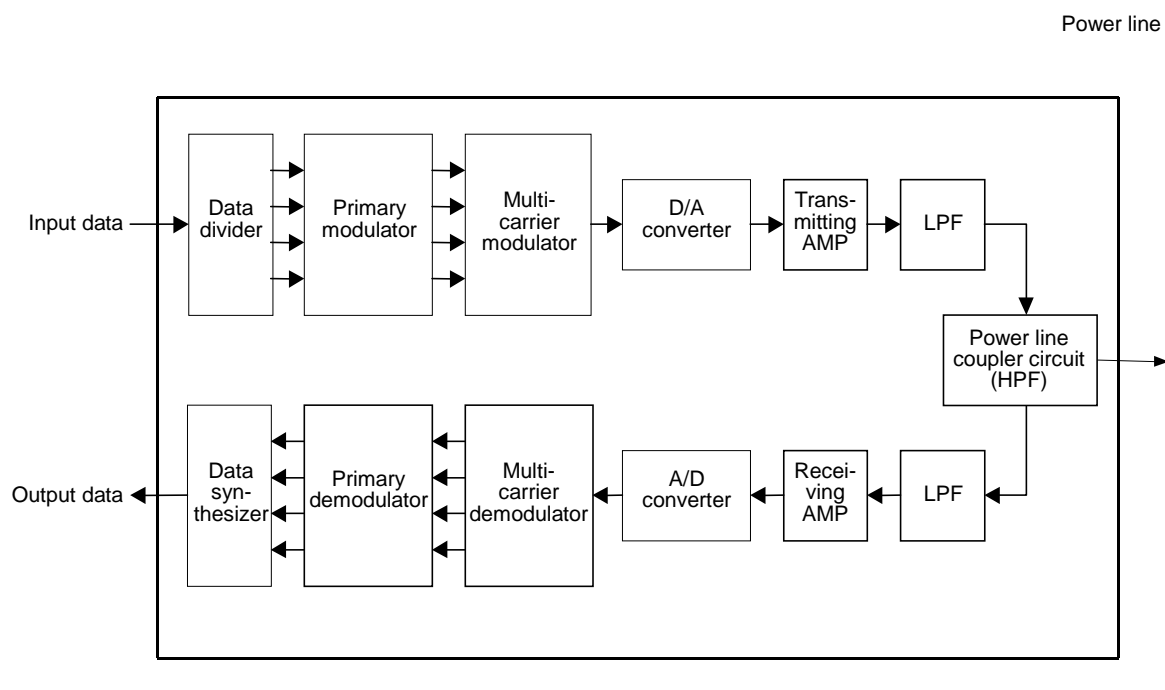 Power line
Input data
Data
divider
Primary
modulator
Multi-
carrier
modulator
D/A
converter
Trans-
mitting
AMP
LPF
Power line
coupler circuit
(HPF)
Output data
Data
syn-
thesizer
Primary
demodulator
Multi-
carrier
demodulator
A/D
converter
Recei-
ving
AMP
LPF